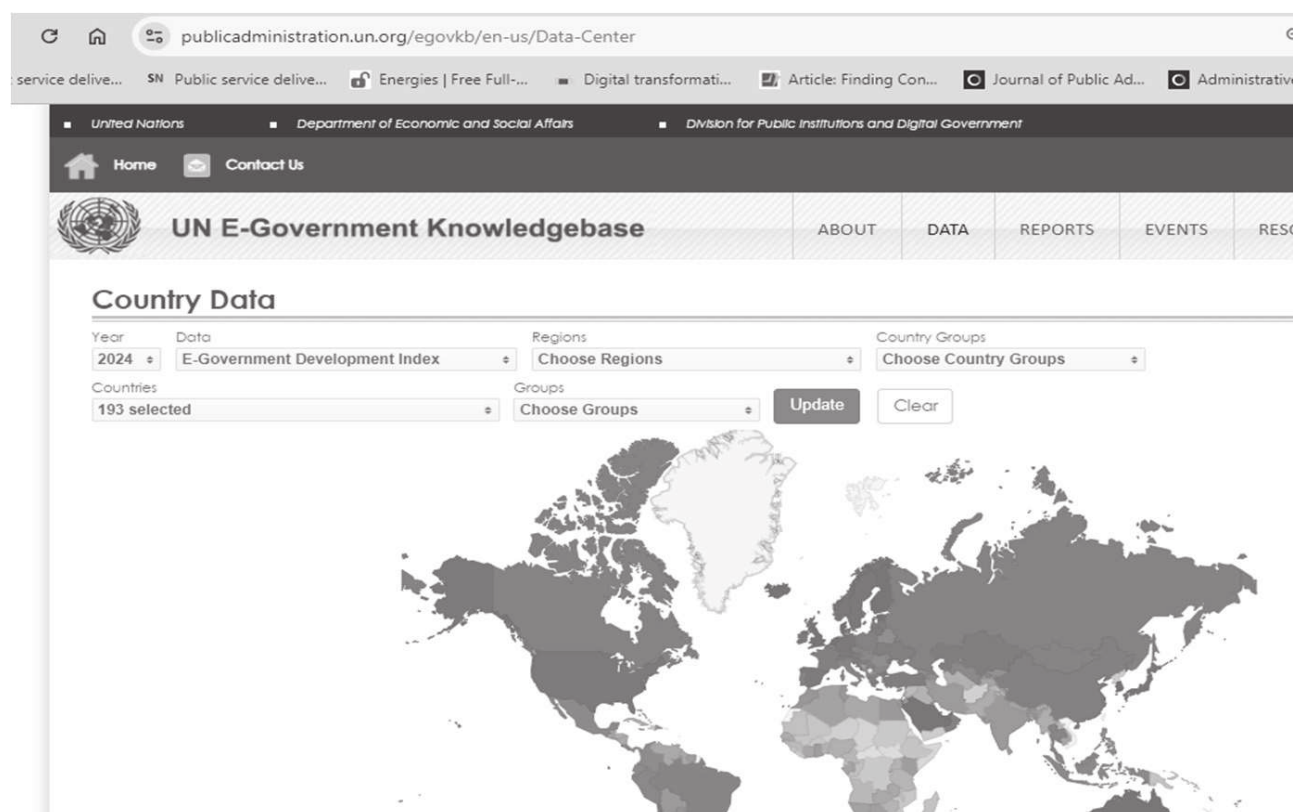 publicadministration.un.org/egovkb/en-us/Data-Center
service delive... SN Public service delive... Energies | Free Full-... Digital transformati... Article: Finding Con... Journal of Public Ad... Administrative
United Nations Department of Economic and Social Affairs Division for Public Institutions and Digital Government
Home Contact Us
UN E-Government Knowledgebase ABOUT DATA REPORTS EVENTS
Country Data
Year Data Regions Country Groups
2024 E-Government Development Index Choose Regions Choose Country Groups
Countries Groups
193 selected Choose Groups Update Clear